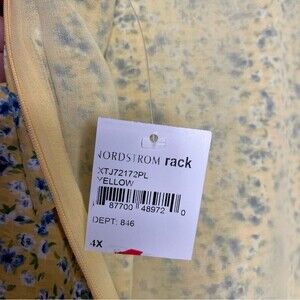 NORDSTROM rack
XTJ72172PL
YELLOW
87700 48972 0
DEPT: 846
4X